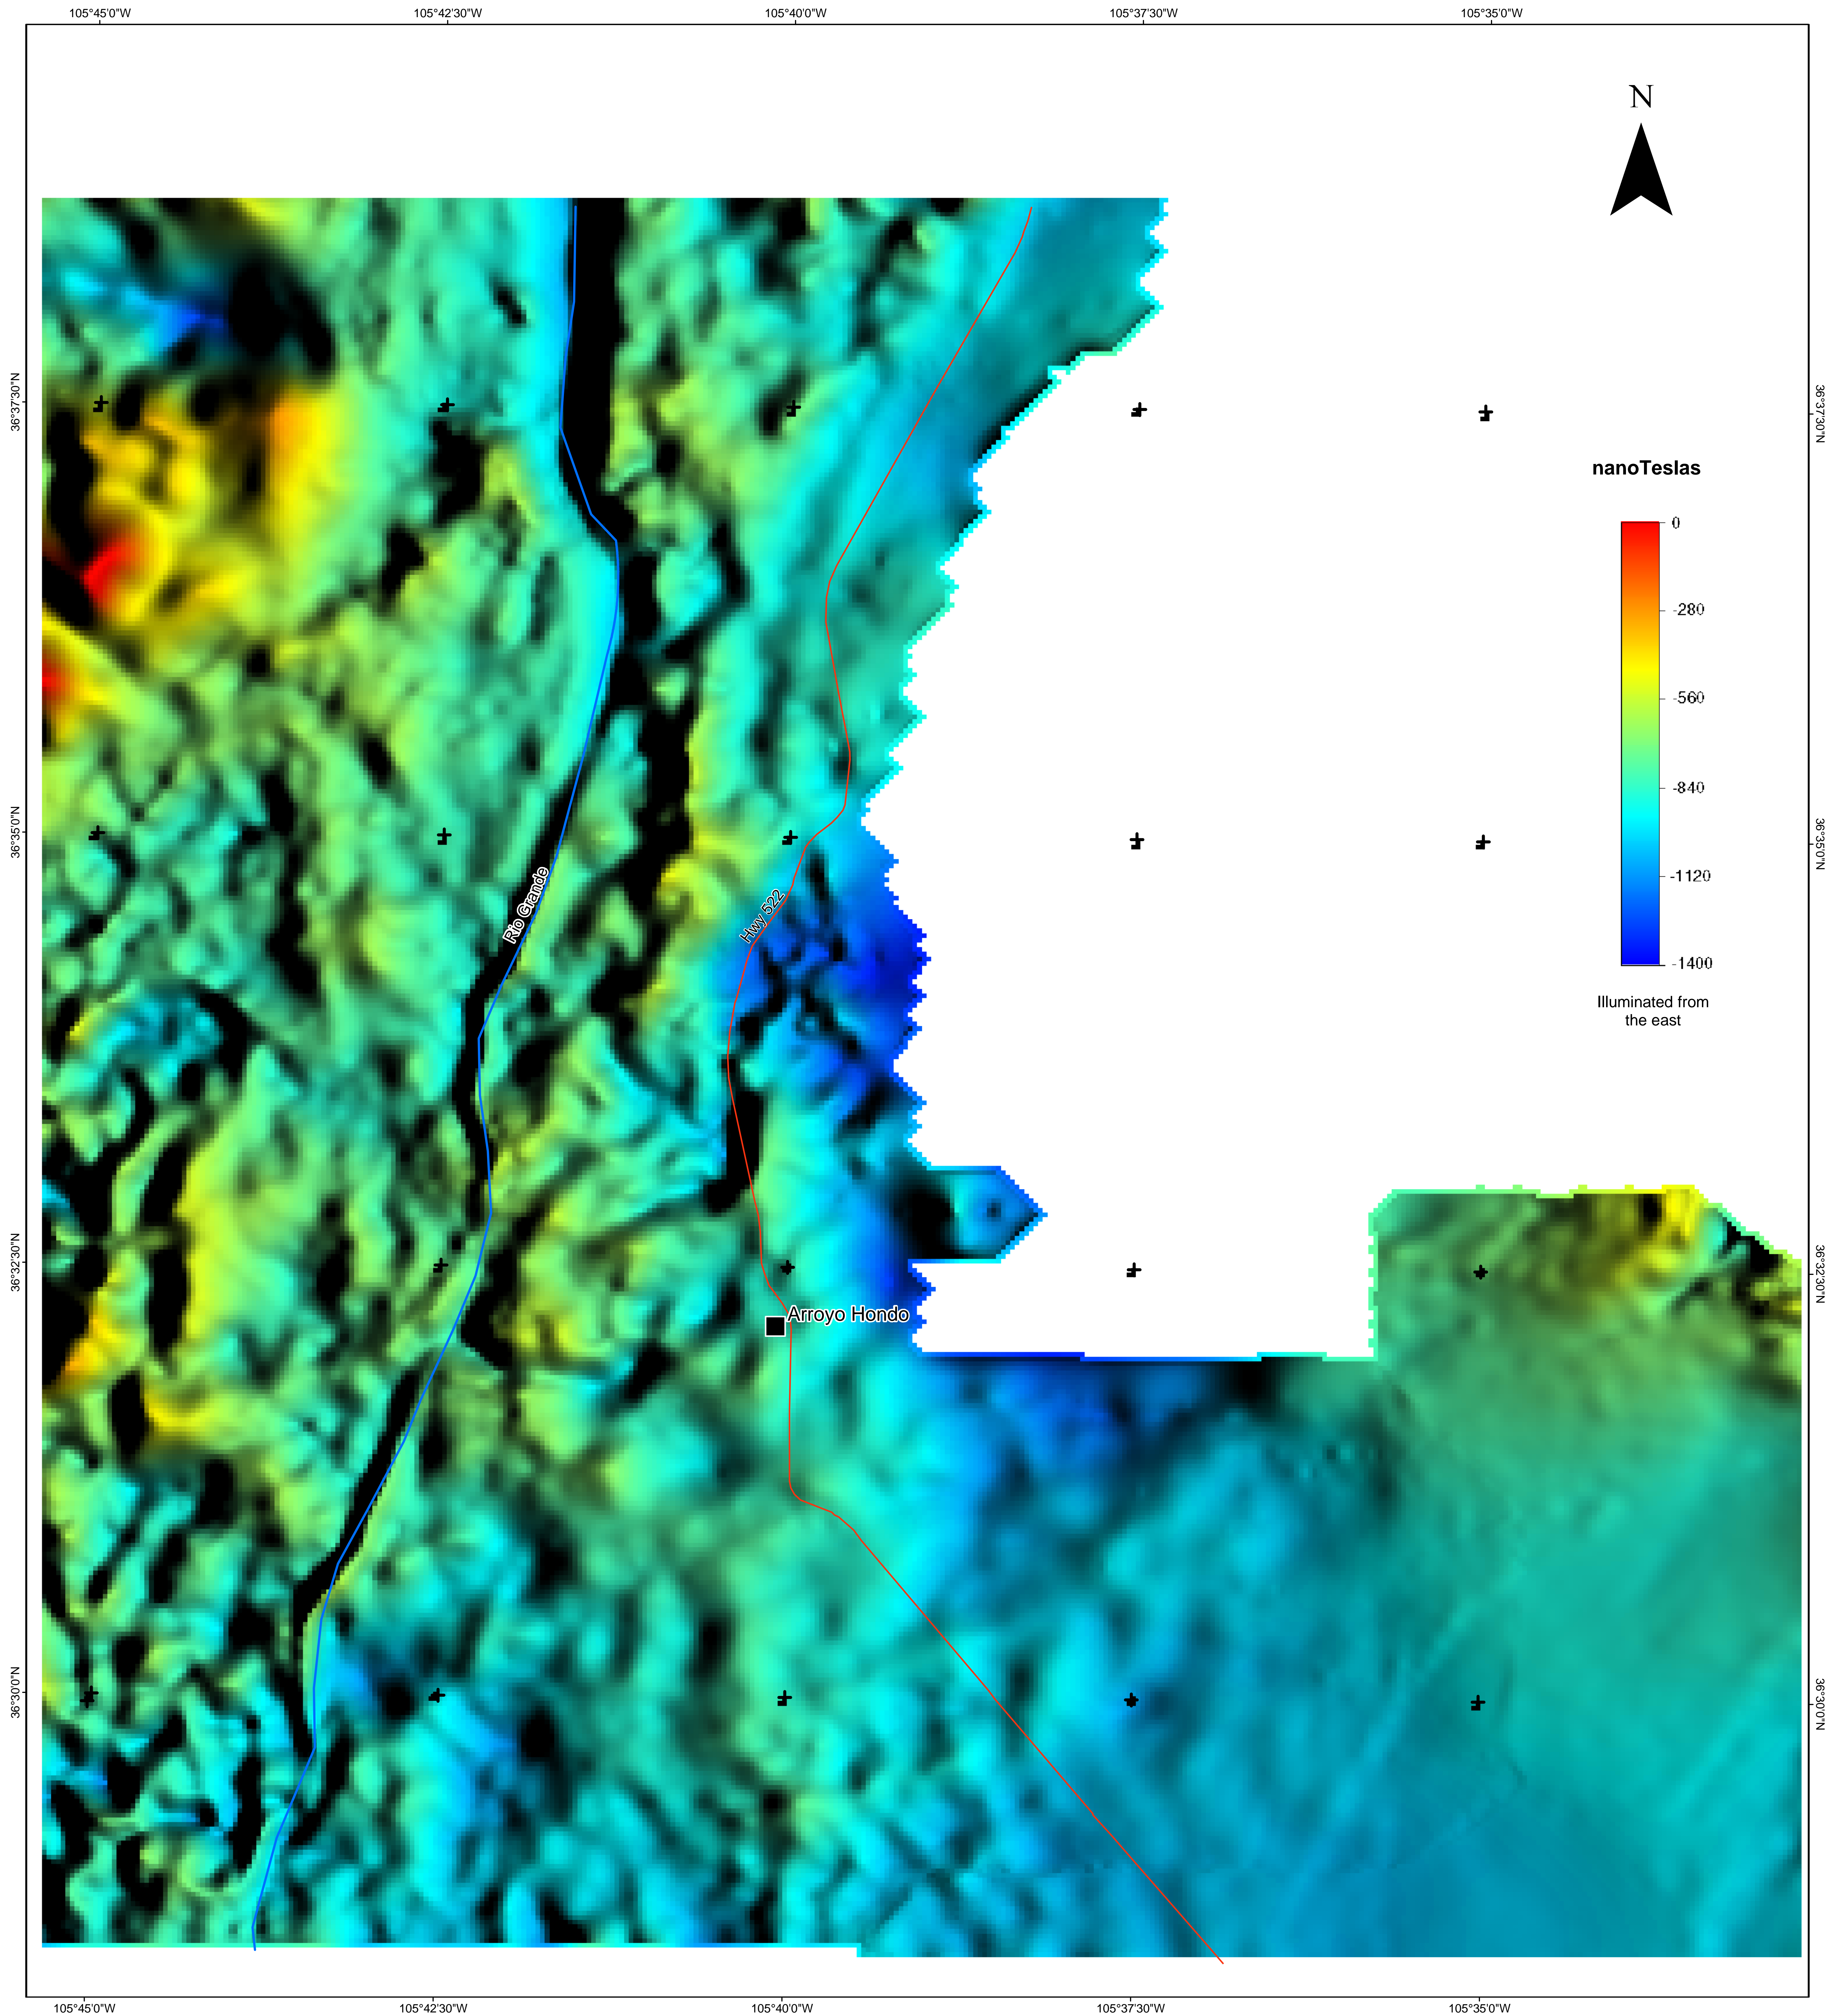 105°45'0"W
105°42'30"W
105°40'0"W
105°37'30"W
105°35'0"W
N
36°37'30"N
36°37'30"N
nanoTeslas
0
-280
-560
-840
-1120
-1400
Illuminated from
the east
36°35'0"N
36°35'0"N
Rio Grande
Hwy 522
36°32'30"N
36°32'30"N
Arroyo Hondo
36°30'0"N
36°30'0"N
105°45'0"W
105°42'30"W
105°40'0"W
105°37'30"W
105°35'0"W